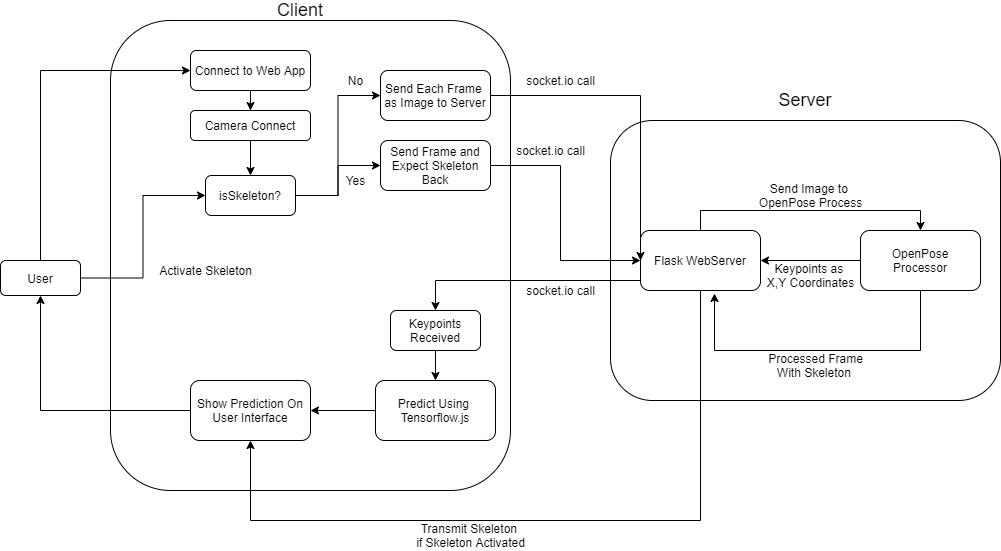 Client
Connect to Web App
No
Send Each Frame
as Image to Server
socket.io call
Server
Camera Connect
Send Frame and
Expect Skeleton
Back
socket.io call
Yes
isSkeleton?
Send Image to
OpenPose Process
User
Activate Skeleton
Flask WebServer
Keypoints as
X,Y Coordinates
OpenPose
Processor
socket.io call
Keypoints
Received
Processed Frame
With Skeleton
Show Prediction On
User Interface
Predict Using
Tensorflow.js
Transmit Skeleton
if Skeleton Activated